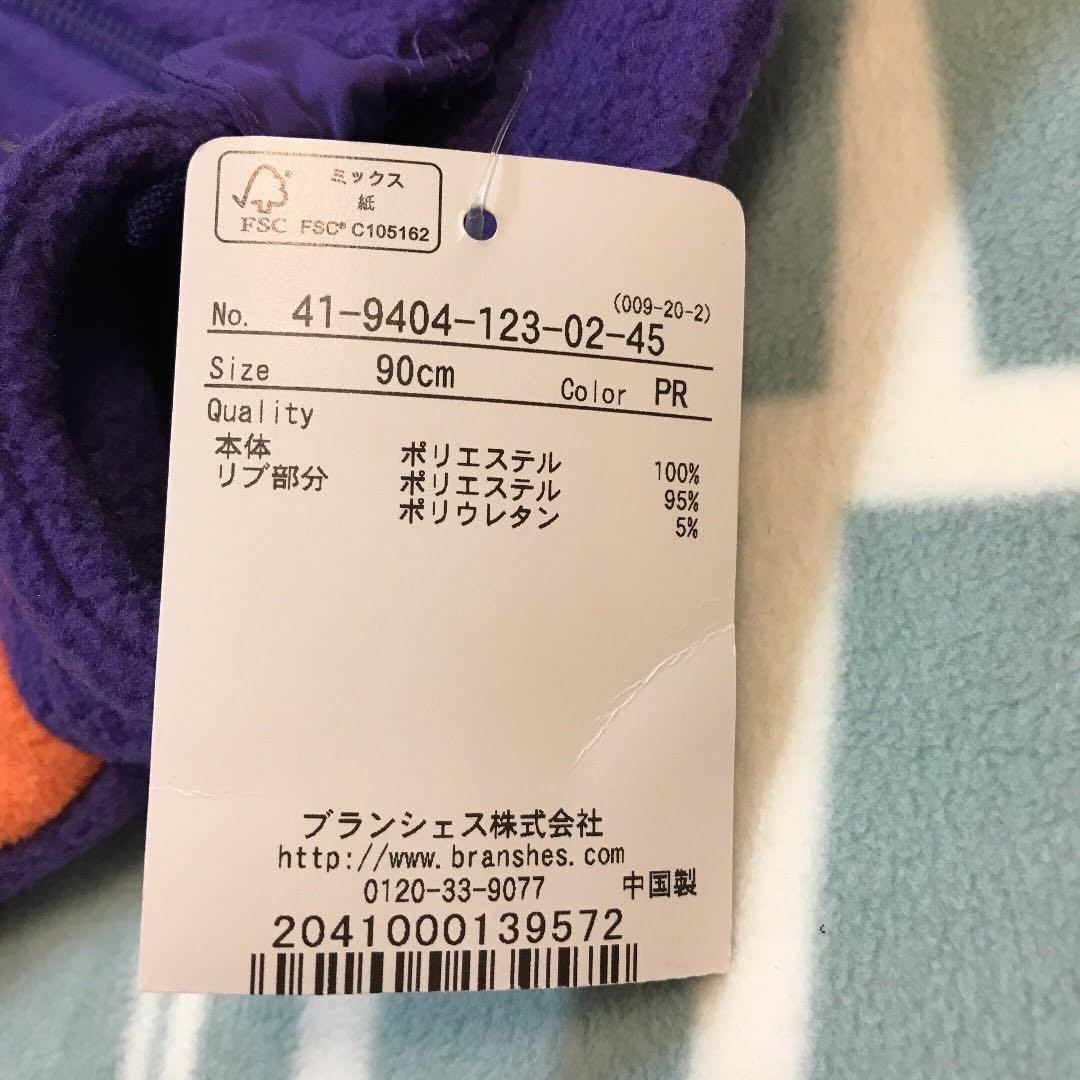 ミックス
紙
FSC FSC® C105162
(009-20-2)
No. 41-9404-123-02-45
Size 90cm Color PR
Quality
本体 ポリエステル 100%
リブ部分 ポリエステル 95%
ポリウレタン 5%
ブランシェス株式会社
http://www.branshes.com
0120-33-9077 中国製
2041000139572